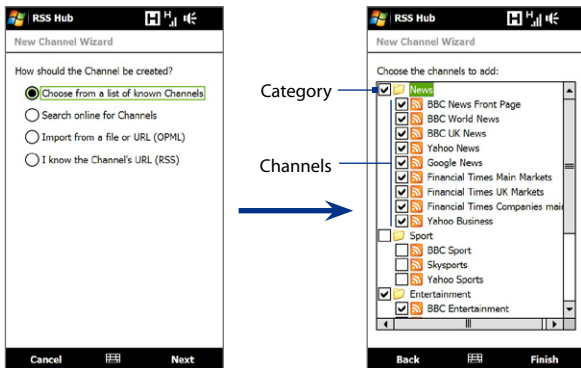 RSS Hub
New Channel Wizard
How should the Channel be created?
Choose from a list of known Channels
Search online for Channels
Import from a file or URL (OPML)
I know the Channel's URL (RSS)
Cancel
Next
Category
Channels
RSS Hub
New Channel Wizard
Choose the channels to add:
News
BBC News Front Page
BBC World News
BBC UK News
Yahoo News
Google News
Financial Times Main Markets
Financial Times UK Markets
Financial Times Companies mai
Yahoo Business
Sport
BBC Sport
Skysports
Yahoo Sports
Entertainment
BBC Entertainment
Back
Finish